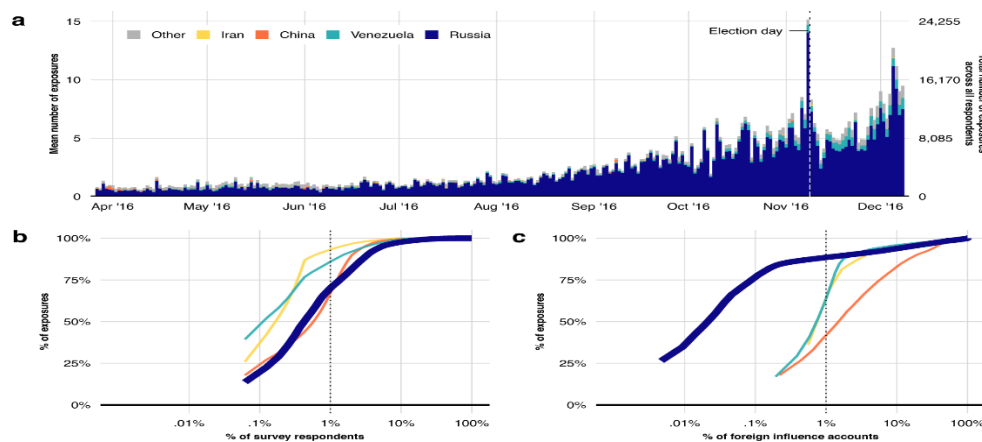 a
15
10
5
0
Mean number of exposures
Other Iran China Venezuela Russia
Election day
24,255
16,170
8,085
0
across all respondents
Apr '16 May '16 Jun '16 Jul '16 Aug '16 Sep '16 Oct '16 Nov '16 Dec '16
b
100%
75%
50%
25%
0%
% of exposures
.01% .1% 1% 10% 100%
% of survey respondents
c
100%
75%
50%
25%
0%
% of exposures
.01% .1% 1% 10% 100%
% of foreign influence accounts